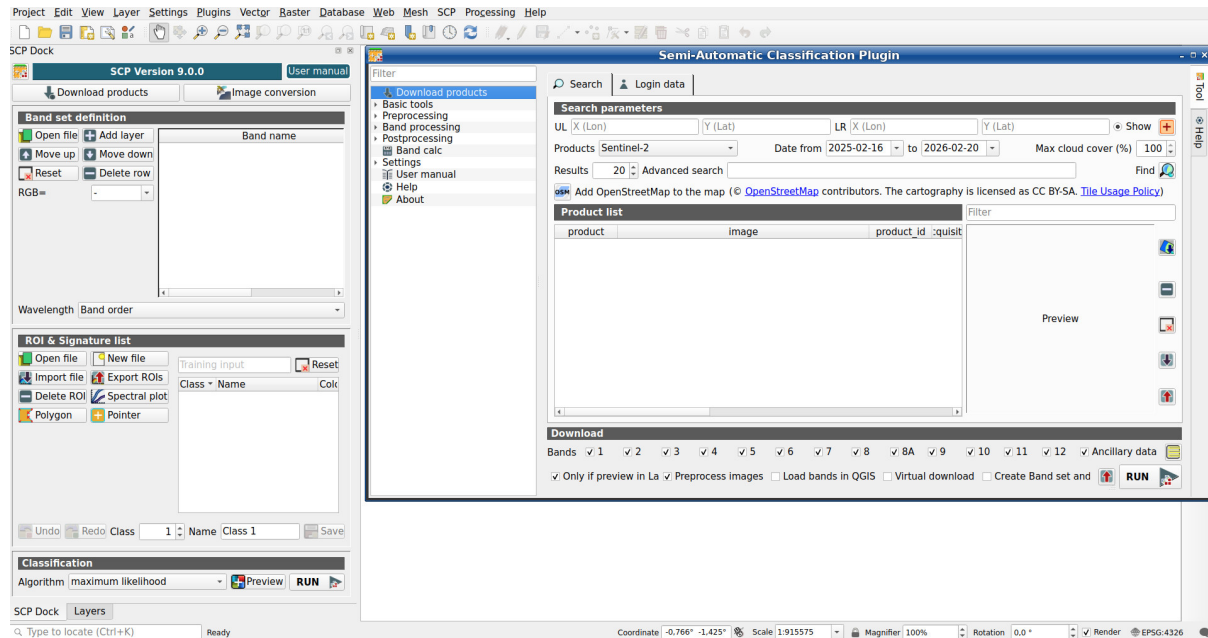 Project Edit View Layer Settings Plugins Vector Raster Database Web Mesh SCP Processing Help
SCP Dock
SCP Version 9.0.0 User manual
Download products Image conversion
Band set definition
Open file Add layer Band name
Move up Move down
Reset Delete row
RGB= -
Wavelength Band order
ROI & Signature list
Open file New file Training input Reset
Import file Export ROIs Class Name Colo
Delete ROI Spectral plot
Polygon Pointer
Undo Redo Class 1 Name Class 1 Save
Classification
Algorithm maximum likelihood Preview RUN
SCP Dock Layers
Semi-Automatic Classification Plugin
Filter
Download products
Basic tools
Preprocessing
Band processing
Postprocessing
Band calc
Settings
User manual
Help
About
Search Login data
Search parameters
UL X (Lon) Y (Lat) LR X (Lon) Y (Lat) Show
Products Sentinel-2 Date from 2025-02-16 to 2026-02-20 Max cloud cover (%) 100
Results 20 Advanced search Find
OSM Add OpenStreetMap to the map (© OpenStreetMap contributors. The cartography is licensed as CC BY-SA. Tile Usage Policy)
Product list Filter
product image product_id cquisit
Preview
Download
Bands 1 2 3 4 5 6 7 8 8A 9 10 11 12 Ancillary data
Only if preview in La Preprocess images Load bands in QGIS Virtual download Create Band set and RUN
Tool
Help
Type to locate (Ctrl+K) Ready Coordinate -0,766° -1,425° Scale 1:915575 Magnifier 100% Rotation 0,0 ° Render EPSG:4326